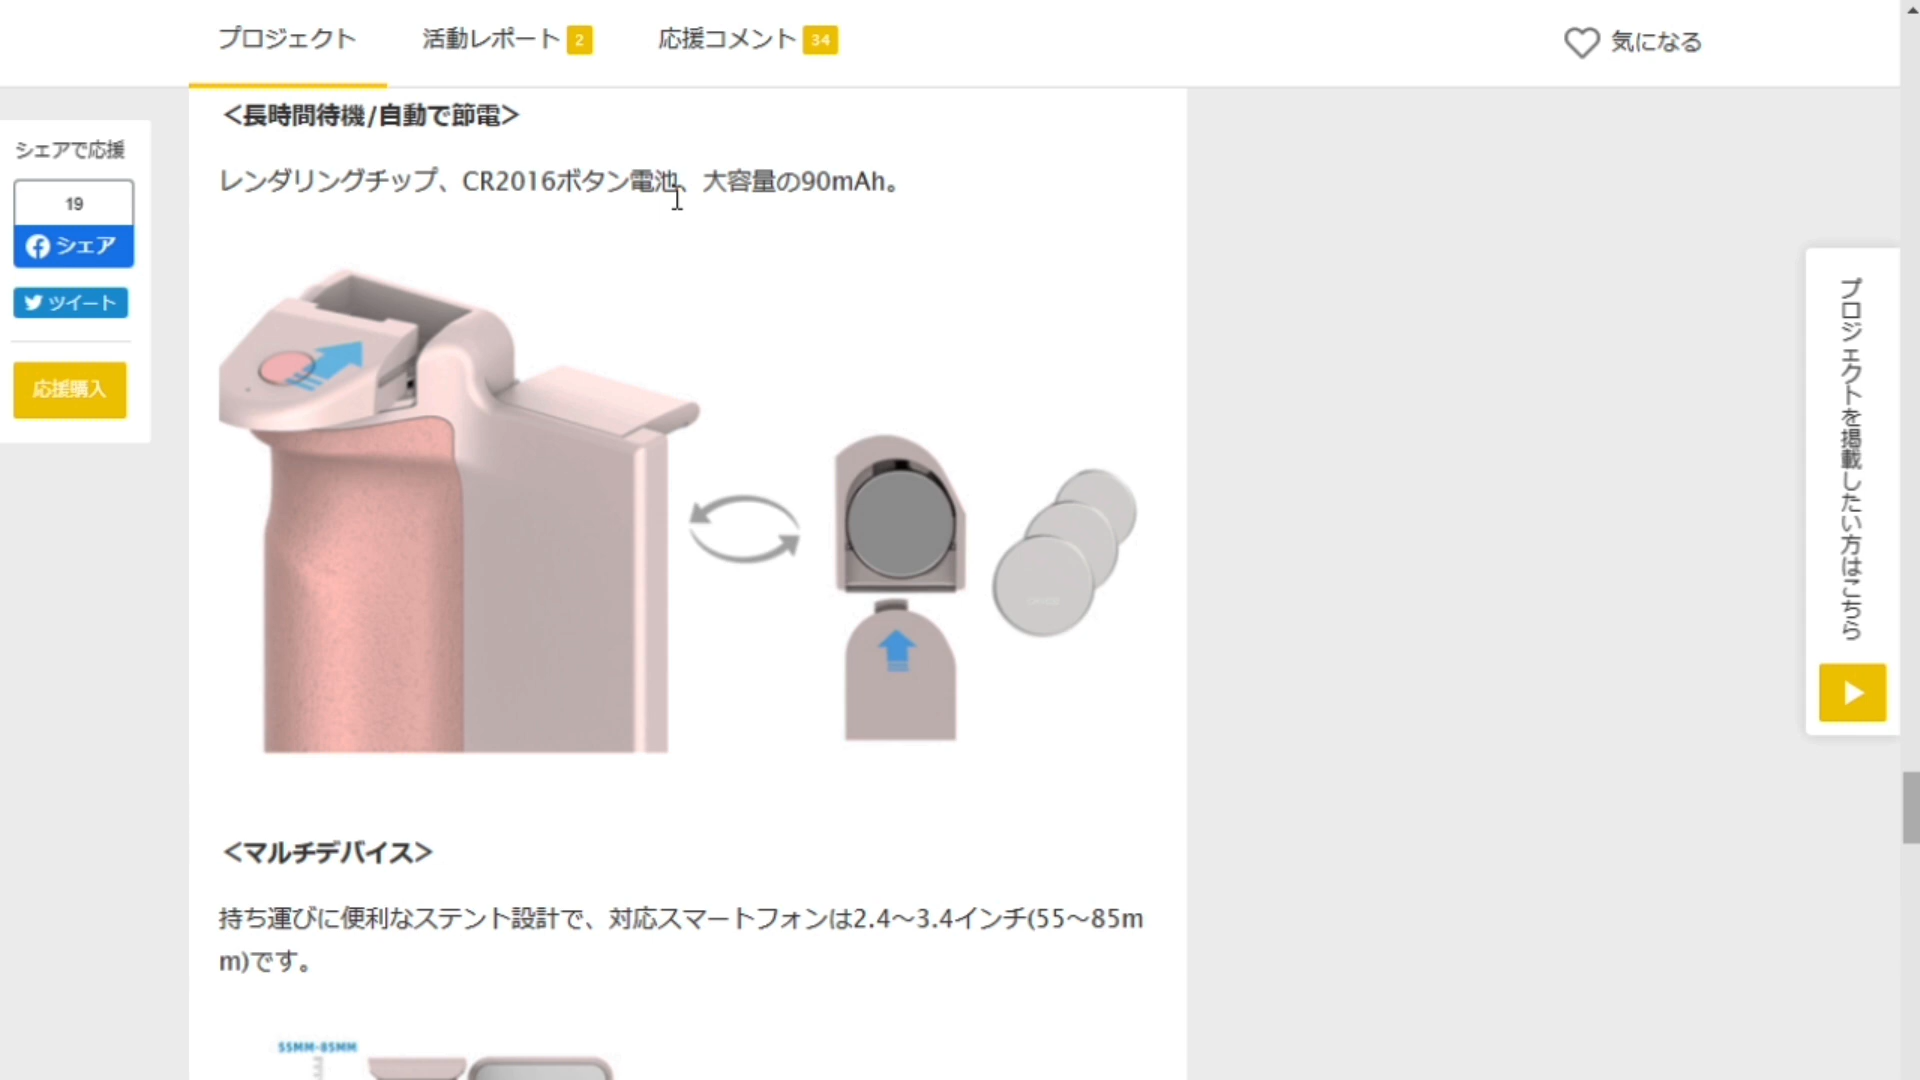 プロジェクト
活動レポート 2
応援コメント 34
気になる
シェアで応援
19
シェア
ツイート
応援購入
<長時間待機/自動で節電>
レンダリングチップ、CR2016ボタン電池、大容量の90mAh。
<マルチデバイス>
持ち運びに便利なステント設計で、対応スマートフォンは2.4〜3.4インチ(55〜85m
m)です。
55MM-85MM
プロジェクトを掲載したい方はこちら